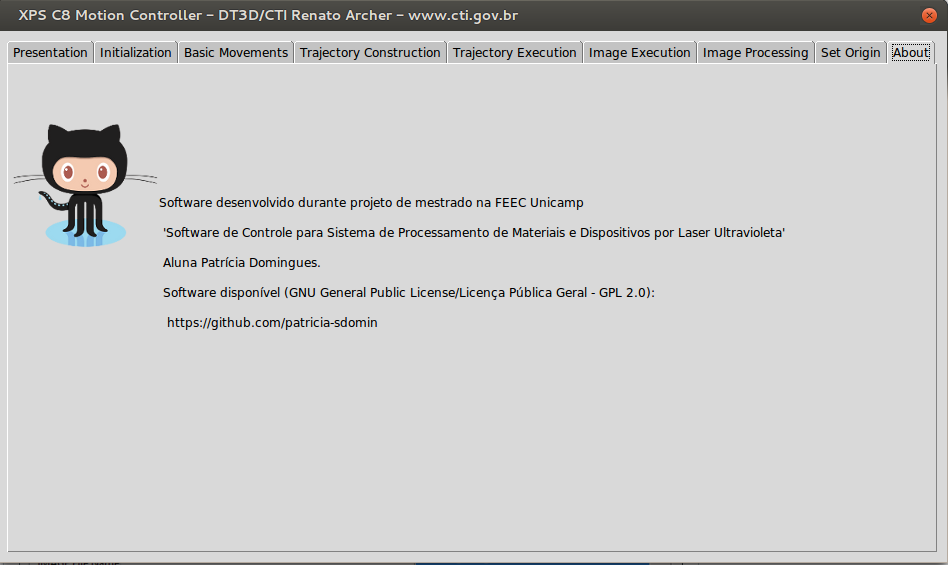 XPS C8 Motion Controller – DT3D/CTI Renato Archer – www.cti.gov.br
Presentation Initialization Basic Movements Trajectory Construction Trajectory Execution Image Execution Image Processing Set Origin About
Software desenvolvido durante projeto de mestrado na FEEC Unicamp
'Software de Controle para Sistema de Processamento de Materiais e Dispositivos por Laser Ultravioleta'
Aluna Patrícia Domingues.
Software disponível (GNU General Public License/Licença Pública Geral - GPL 2.0):
https://github.com/patricia-sdomin